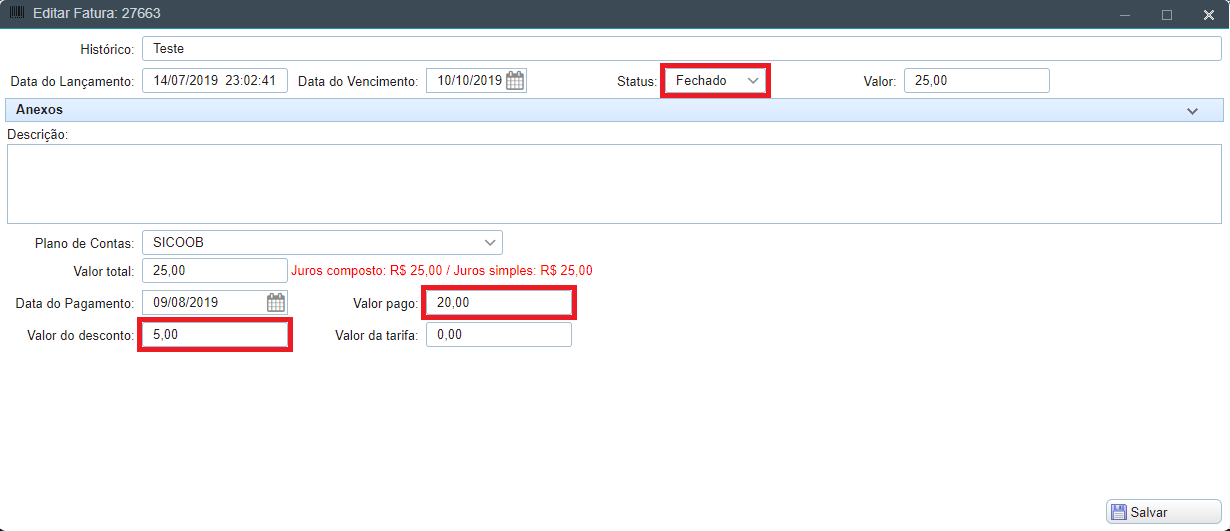 Editar Fatura: 27663
Histórico: Teste
Data do Lançamento: 14/07/2019 23:02:41 Data do Vencimento: 10/10/2019 Status: Fechado Valor: 25,00
Anexos
Descrição:
Plano de Contas: SICOOB
Valor total: 25,00 Juros composto: R$ 25,00 / Juros simples: R$ 25,00
Data do Pagamento: 09/08/2019 Valor pago: 20,00
Valor do desconto: 5,00 Valor da tarifa: 0,00
Salvar